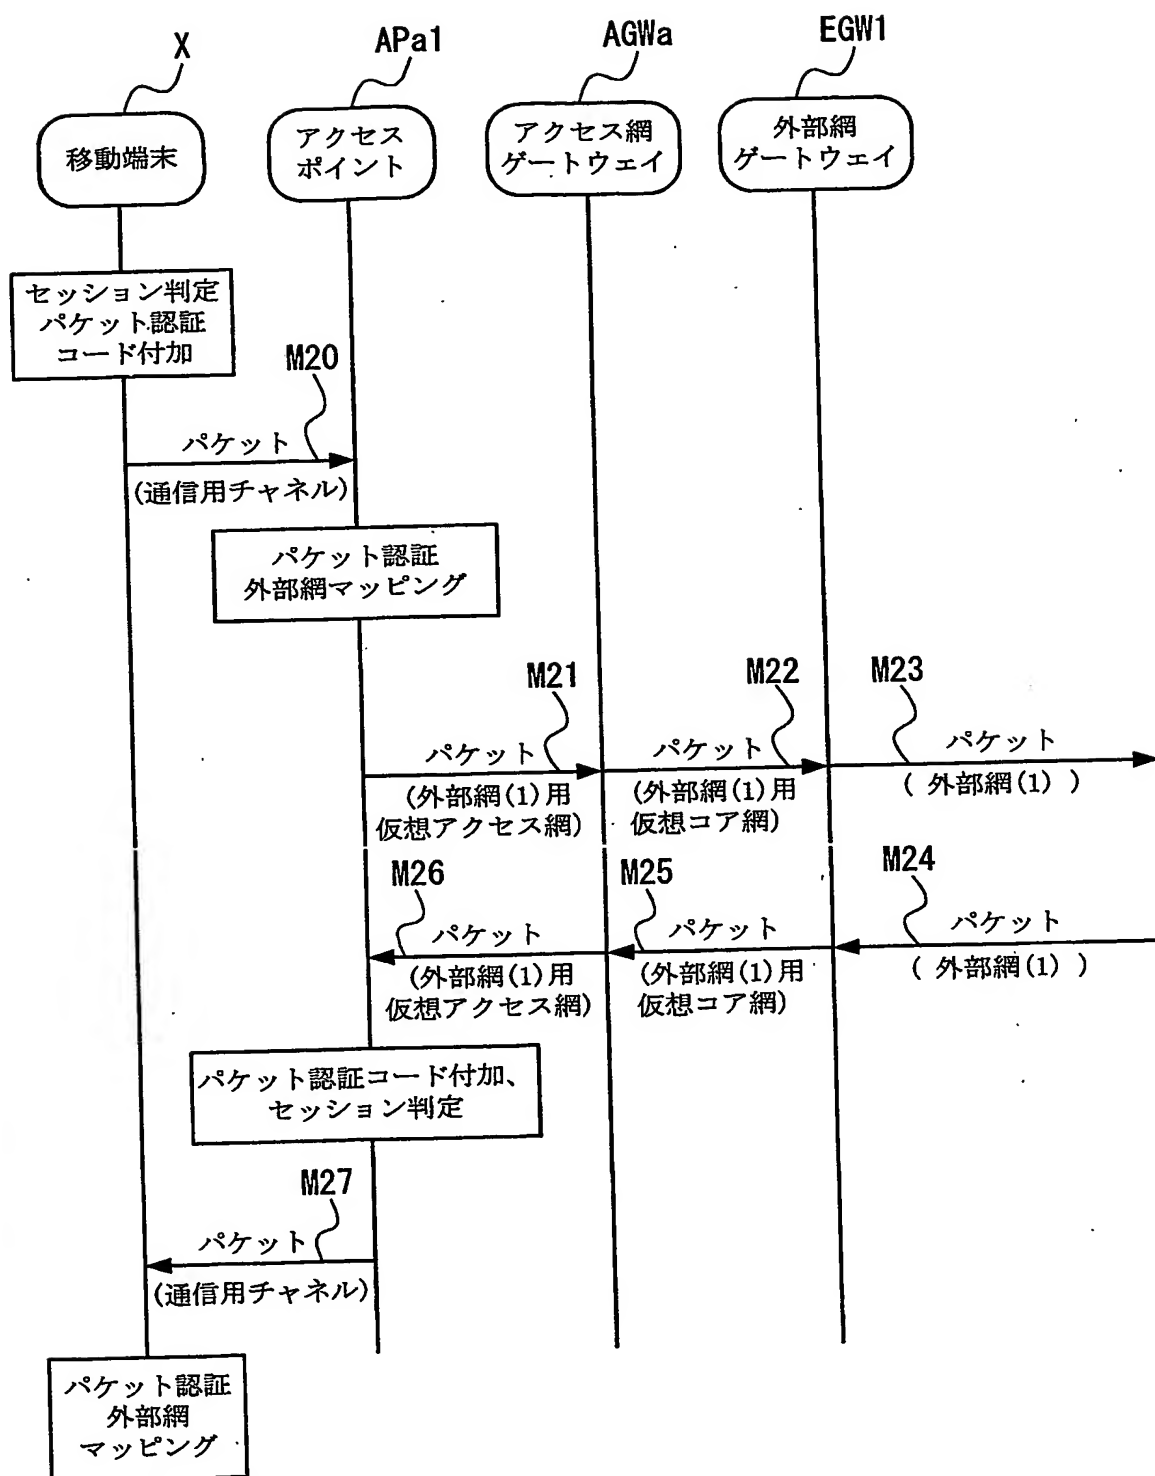 X
APa1
AGWa
EGW1
移動端末
アクセス
ポイント
アクセス網
ゲートウェイ
外部網
ゲートウェイ
セッション判定
パケット認証
コード付加
M20
パケット
(通信用チャネル)
パケット認証
外部網マッピング
M21
M22
M23
パケット
パケット
パケット
(外部網(1)用
仮想アクセス網)
(外部網(1)用
仮想コア網)
( 外部網(1) )
M26
M25
M24
パケット
パケット
パケット
(外部網(1)用
仮想アクセス網)
(外部網(1)用
仮想コア網)
( 外部網(1) )
パケット認証コード付加、
セッション判定
M27
パケット
(通信用チャネル)
パケット認証
外部網
マッピング